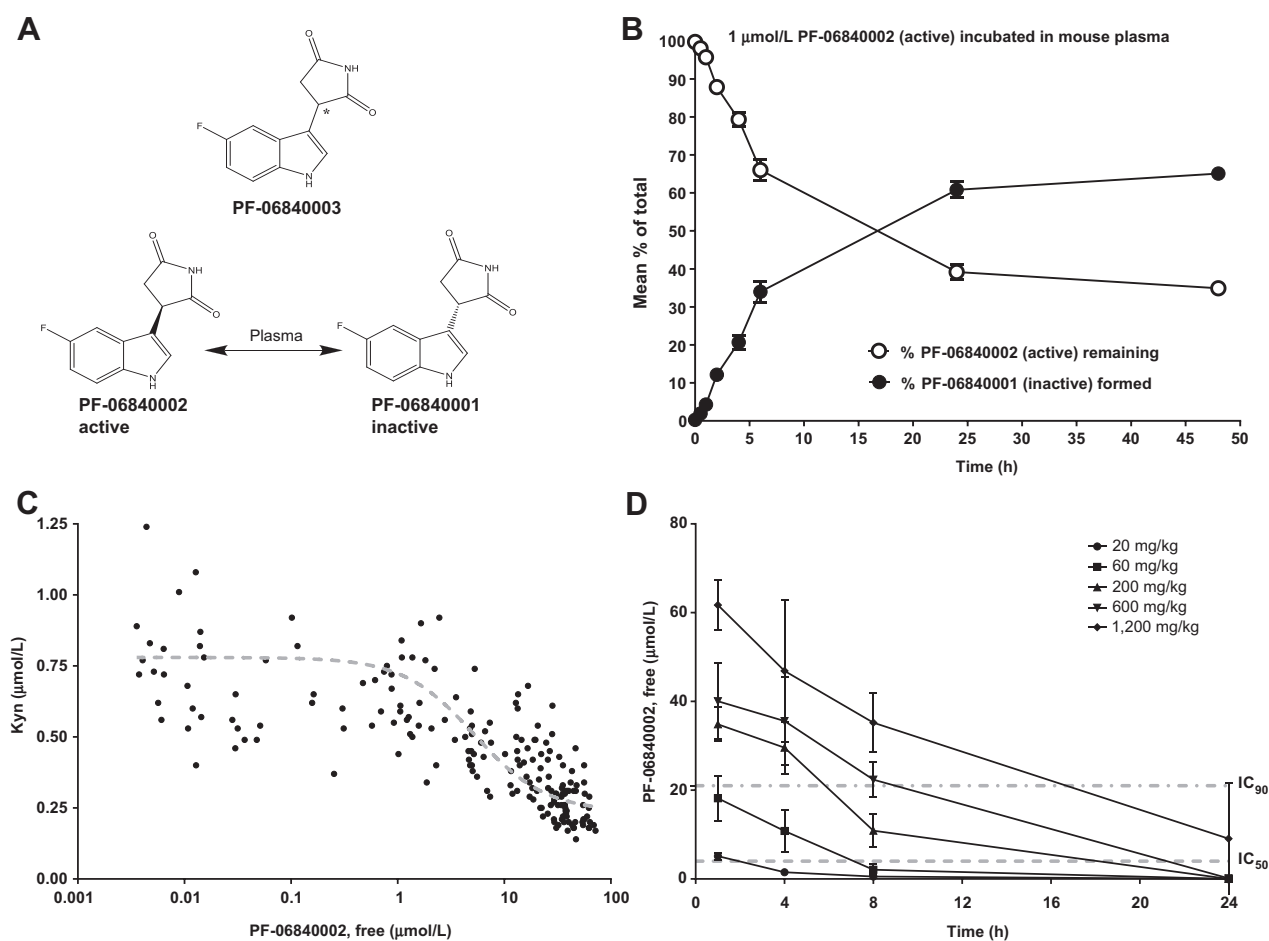 A
O
NH
O
*
F
N
H
PF-06840003
O
NH
O
F
N
H
PF-06840002
active
Plasma
O
NH
O
F
N
H
PF-06840001
inactive
B
1 μmol/L PF-06840002 (active) incubated in mouse plasma
Mean % of total
100
90
80
70
60
50
40
30
20
10
0
% PF-06840002 (active) remaining
% PF-06840001 (inactive) formed
0 5 10 15 20 25 30 35 40 45 50
Time (h)
C
Kyn (μmol/L)
1.25
1.00
0.75
0.50
0.25
0.00
0.001 0.01 0.1 1 10 100
PF-06840002, free (μmol/L)
D
PF-06840002, free (μmol/L)
80
60
40
20
0
20 mg/kg
60 mg/kg
200 mg/kg
600 mg/kg
1,200 mg/kg
IC90
IC50
0 4 8 12 16 20 24
Time (h)